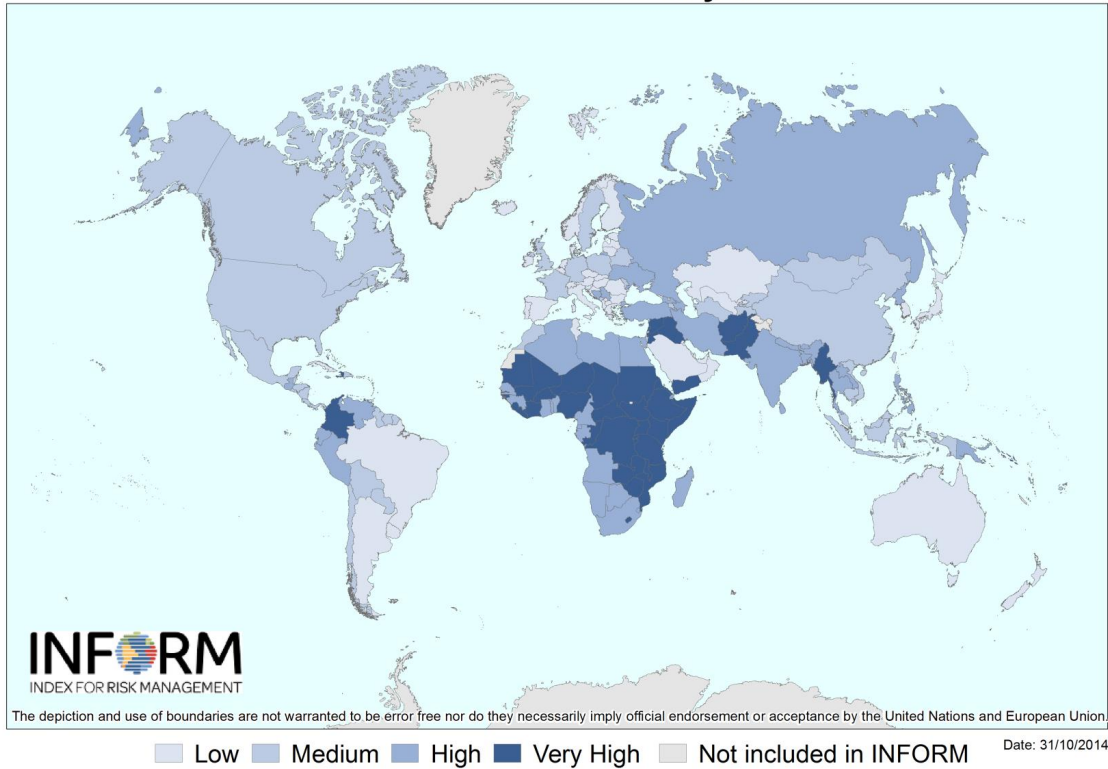 INFORM
INDEX FOR RISK MANAGEMENT
The depiction and use of boundaries are not warranted to be error free nor do they necessarily imply official endorsement or acceptance by the United Nations and European Union.
Low Medium High Very High Not included in INFORM Date: 31/10/2014